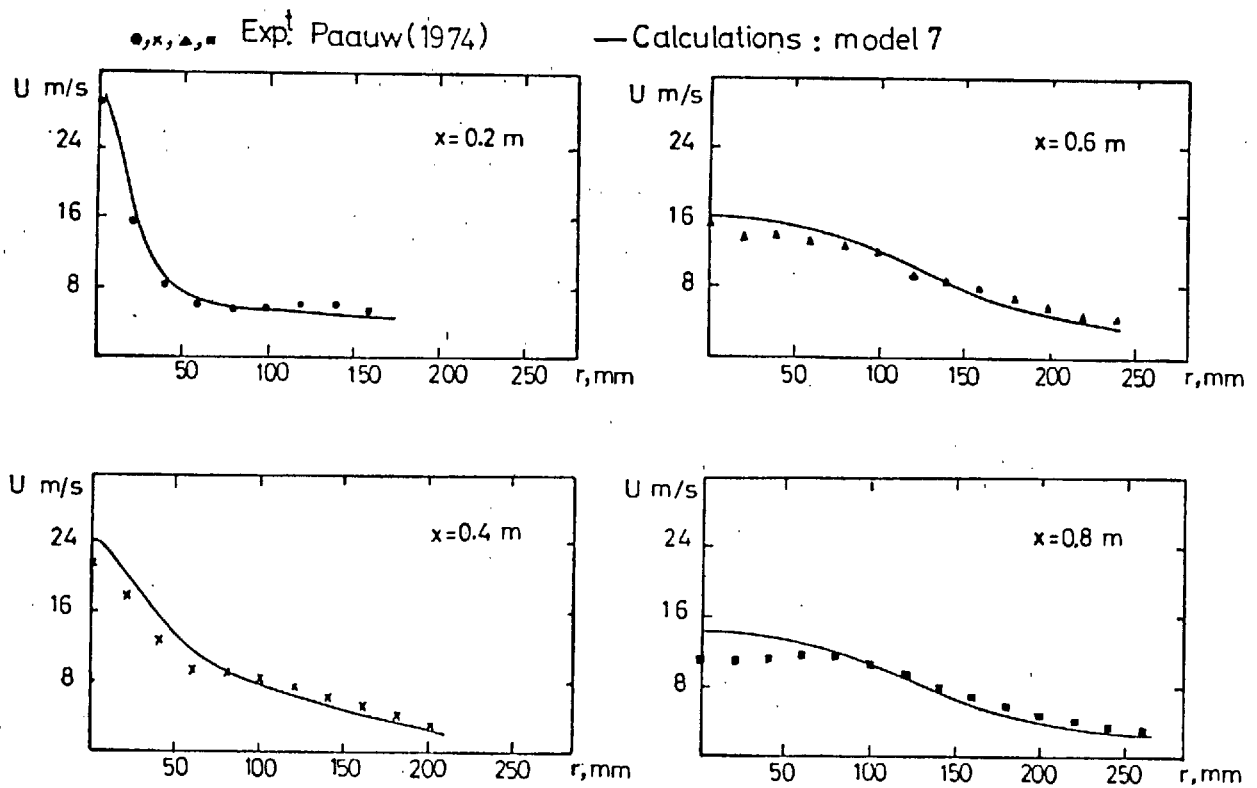 ●,×,▲,■ Exp.t Paauw(1974) — Calculations : model 7
U m/s
24
16
8
x=0.2 m
50 100 150 200 250 r,mm
U m/s
24
16
8
x=0.6 m
50 100 150 200 250 r,mm
U m/s
24
16
8
x=0.4 m
50 100 150 200 250 r,mm
U m/s
24
16
8
x=0.8 m
50 100 150 200 250 r,mm